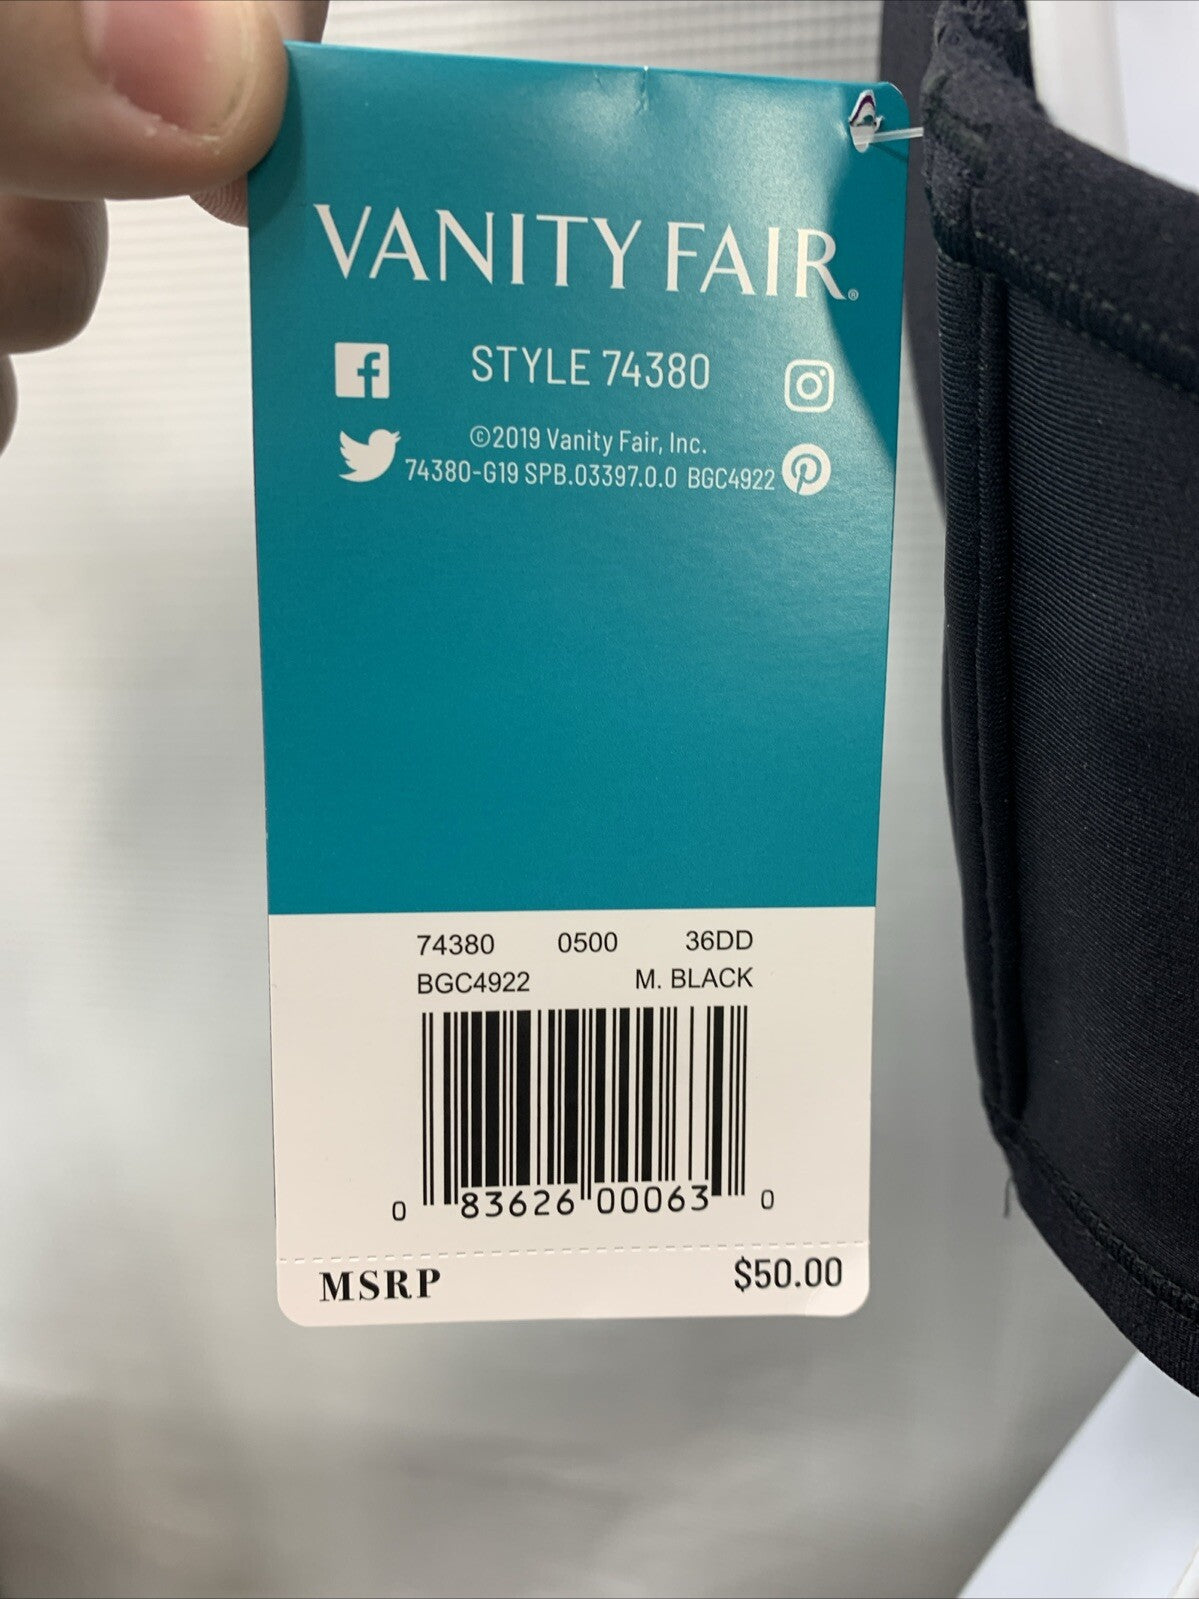 VANITY FAIR®
STYLE 74380
©2019 Vanity Fair, Inc.
74380-G19 SPB.03397.0.0 BGC4922
74380 0500 36DD
BGC4922 M. BLACK
0 83626 00063 0
MSRP $50.00